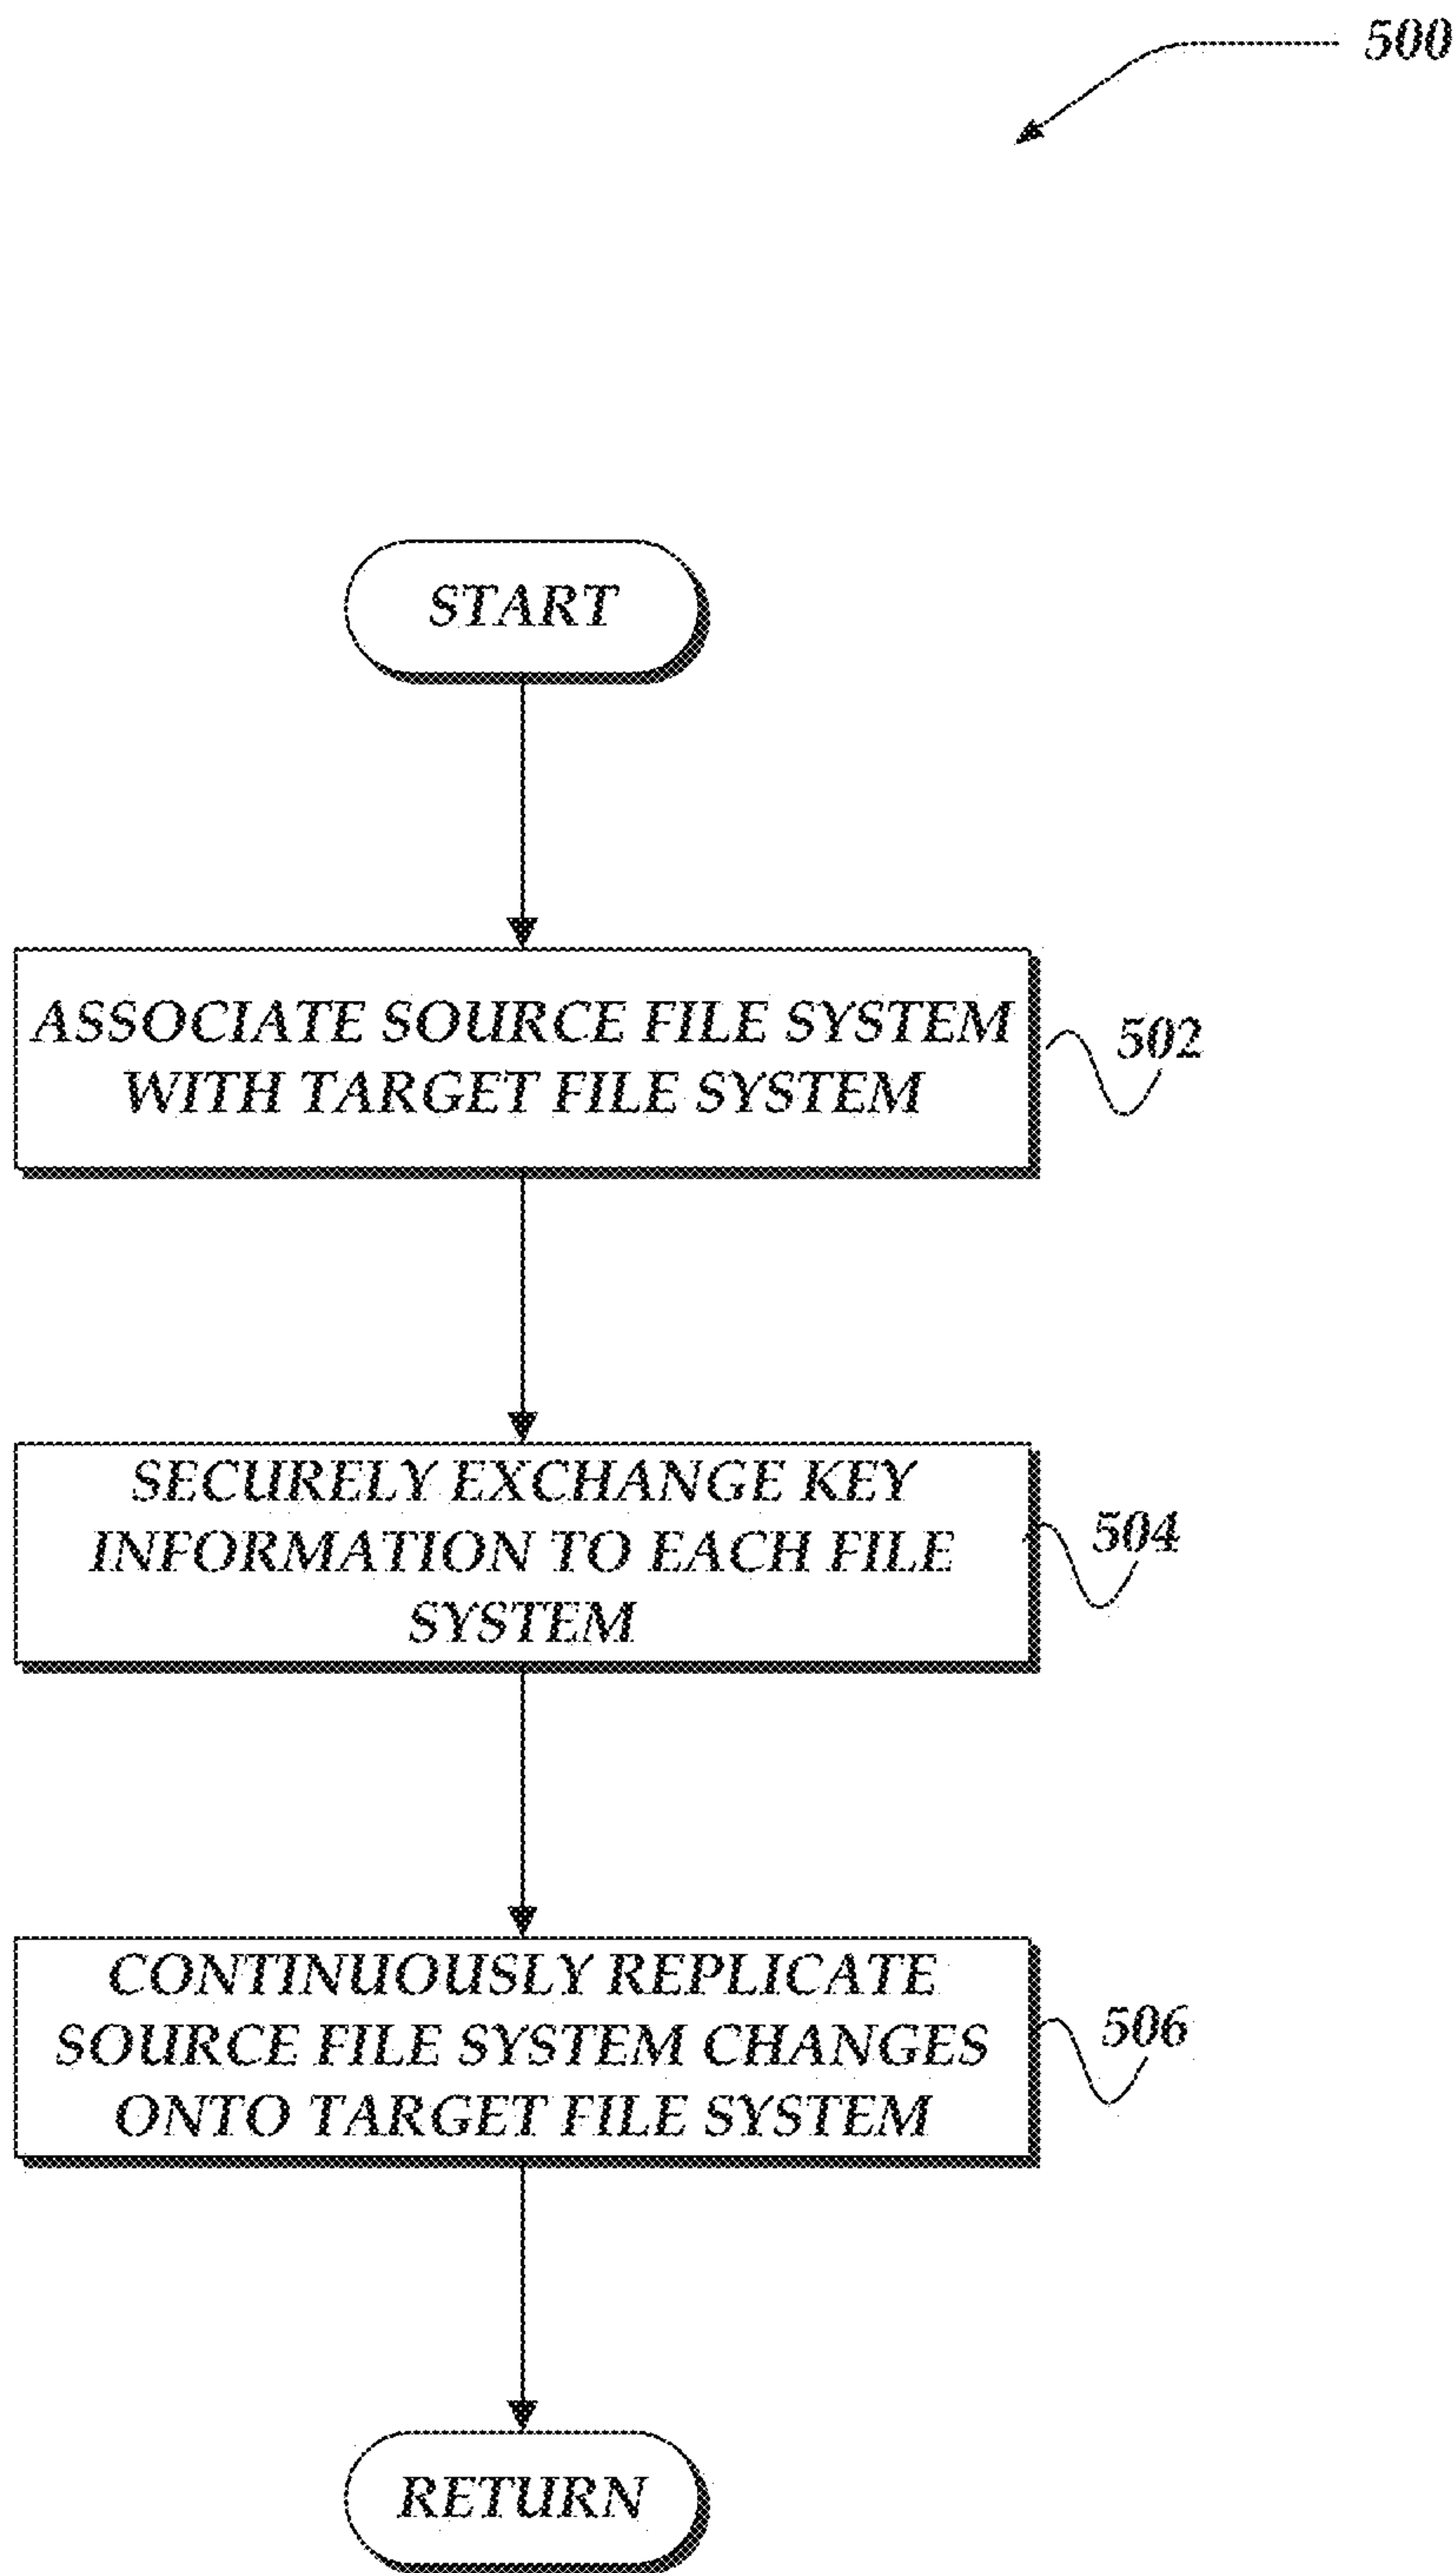 500
START
ASSOCIATE SOURCE FILE SYSTEM
WITH TARGET FILE SYSTEM
502
SECURELY EXCHANGE KEY
INFORMATION TO EACH FILE
SYSTEM
504
CONTINUOUSLY REPLICATE
SOURCE FILE SYSTEM CHANGES
ONTO TARGET FILE SYSTEM
506
RETURN